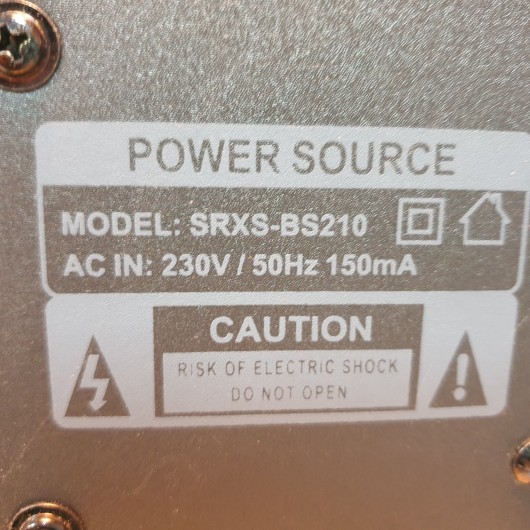 POWER SOURCE
MODEL: SRXS-BS210
AC IN: 230V / 50Hz 150mA
CAUTION
RISK OF ELECTRIC SHOCK
DO NOT OPEN